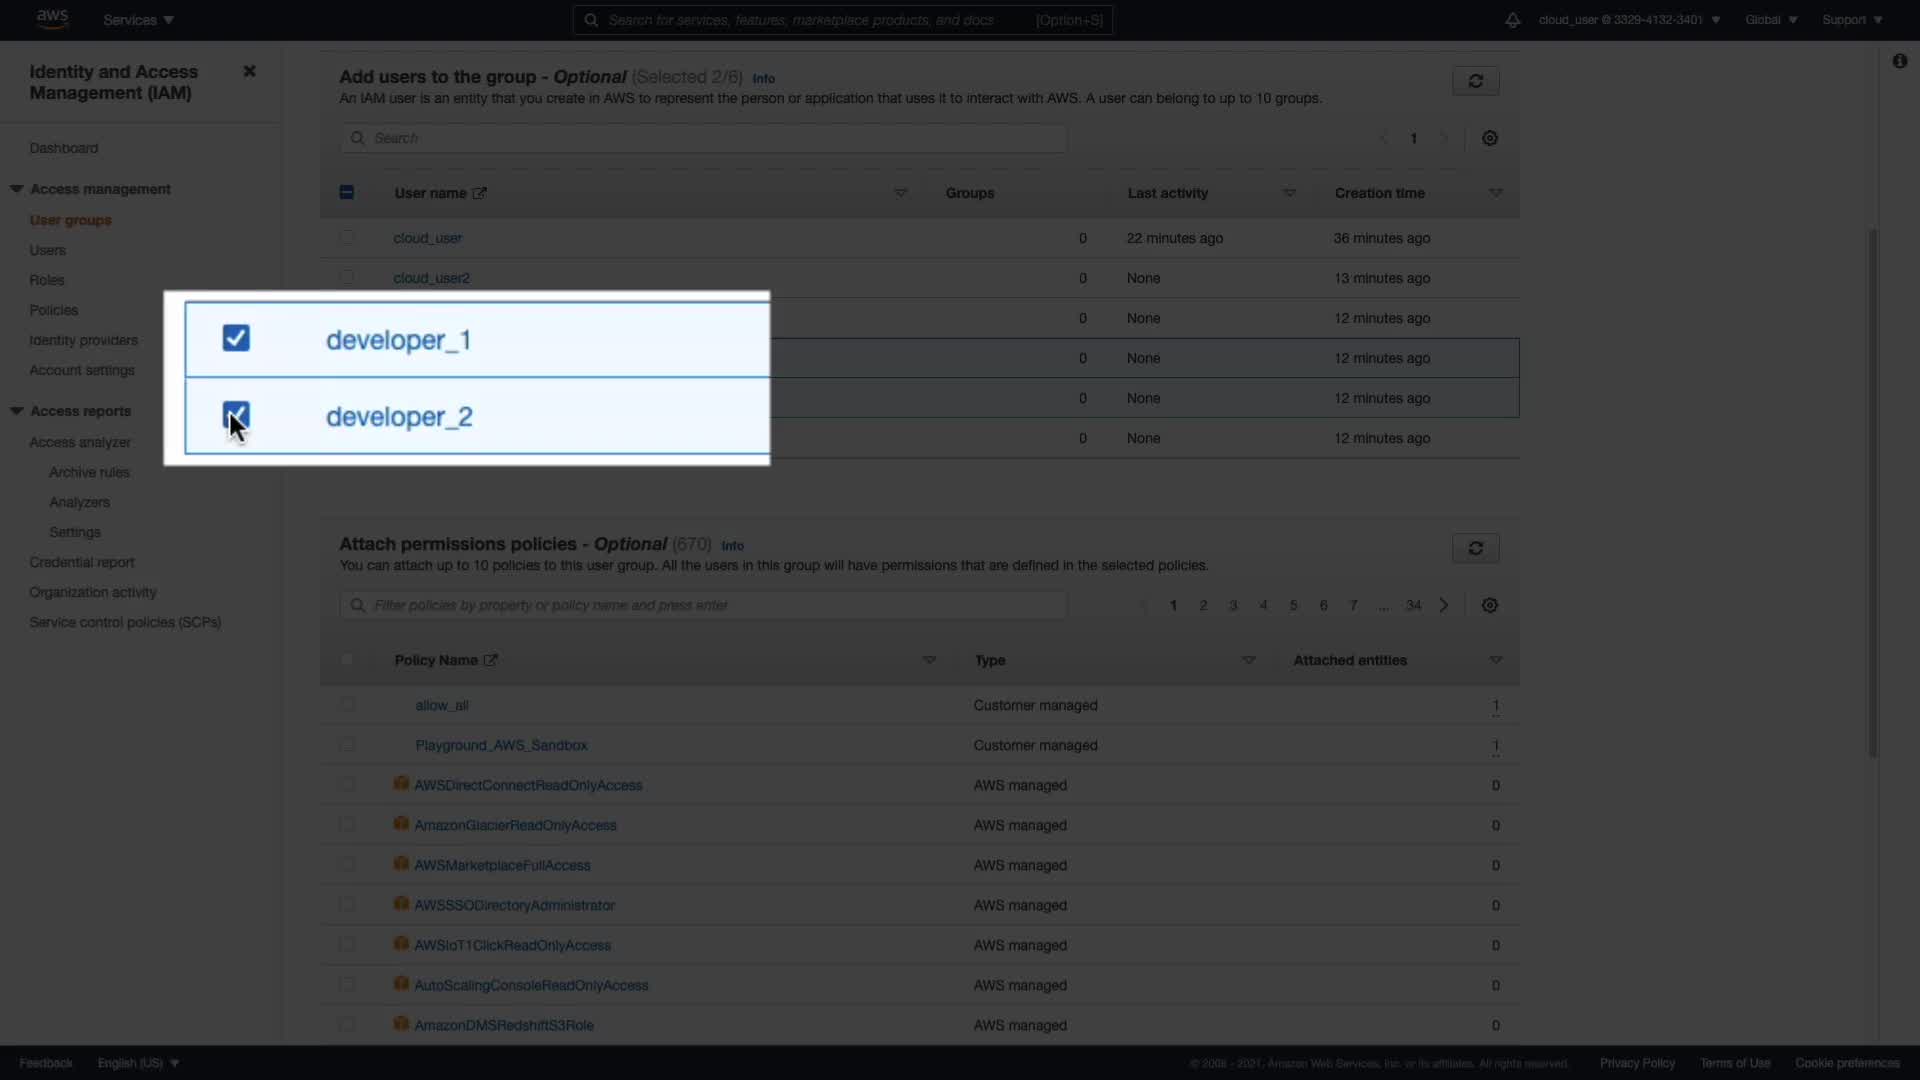 aws
Services
Search for services, features, marketplace products, and docs
[Option+S]
cloud_user @ 3329-4132-3401
Global
Support
Identity and Access
Management (IAM)
Dashboard
Access management
User groups
Users
Roles
Policies
Identity providers
Account settings
Access reports
Access analyzer
Archive rules
Analyzers
Settings
Credential report
Organization activity
Service control policies (SCPs)
Add users to the group - Optional (Selected 2/6) Info
An IAM user is an entity that you create in AWS to represent the person or application that uses it to interact with AWS. A user can belong to up to 10 groups.
Search
1
User name Groups Last activity Creation time
cloud_user 0 22 minutes ago 36 minutes ago
cloud_user2 0 None 13 minutes ago
0 None 12 minutes ago
developer_1 0 None 12 minutes ago
developer_2 0 None 12 minutes ago
0 None 12 minutes ago
Attach permissions policies - Optional (670) Info
You can attach up to 10 policies to this user group. All the users in this group will have permissions that are defined in the selected policies.
Filter policies by property or policy name and press enter
1 2 3 4 5 6 7 ... 34
Policy Name Type Attached entities
allow_all Customer managed 1
Playground_AWS_Sandbox Customer managed 1
AWSDirectConnectReadOnlyAccess AWS managed 0
AmazonGlacierReadOnlyAccess AWS managed 0
AWSMarketplaceFullAccess AWS managed 0
AWSSSODirectoryAdministrator AWS managed 0
AWSIoT1ClickReadOnlyAccess AWS managed 0
AutoScalingConsoleReadOnlyAccess AWS managed 0
AmazonDMSRedshiftS3Role AWS managed 0
Feedback English (US)
© 2008 - 2021, Amazon Web Services, Inc. or its affiliates. All rights reserved.
Privacy Policy Terms of Use Cookie preferences